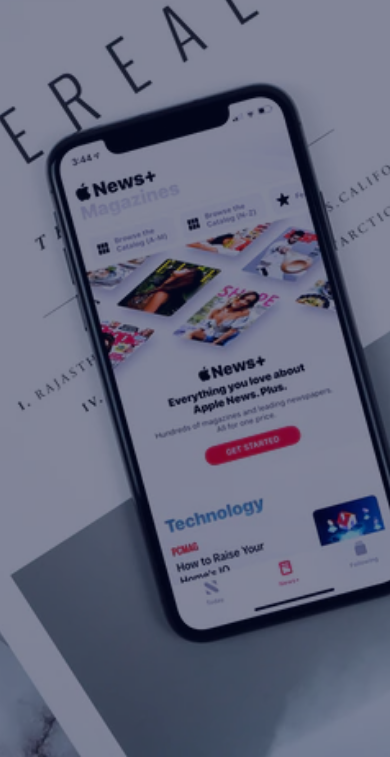 EREAL
3:44
News+
Magazines
Browse the
Catalog (A-M)
Browse the
Catalog (N-Z)
S.CALIFO
ARCTIC
SHAPE
News+
Everything you love about
Apple News. Plus.
Hundreds of magazines and leading newspapers.
All for one price.
GET STARTED
I. RAJASTH
IV.
Technology
PCMAG
How to Raise Your
Home's IQ
Today
News+
Following